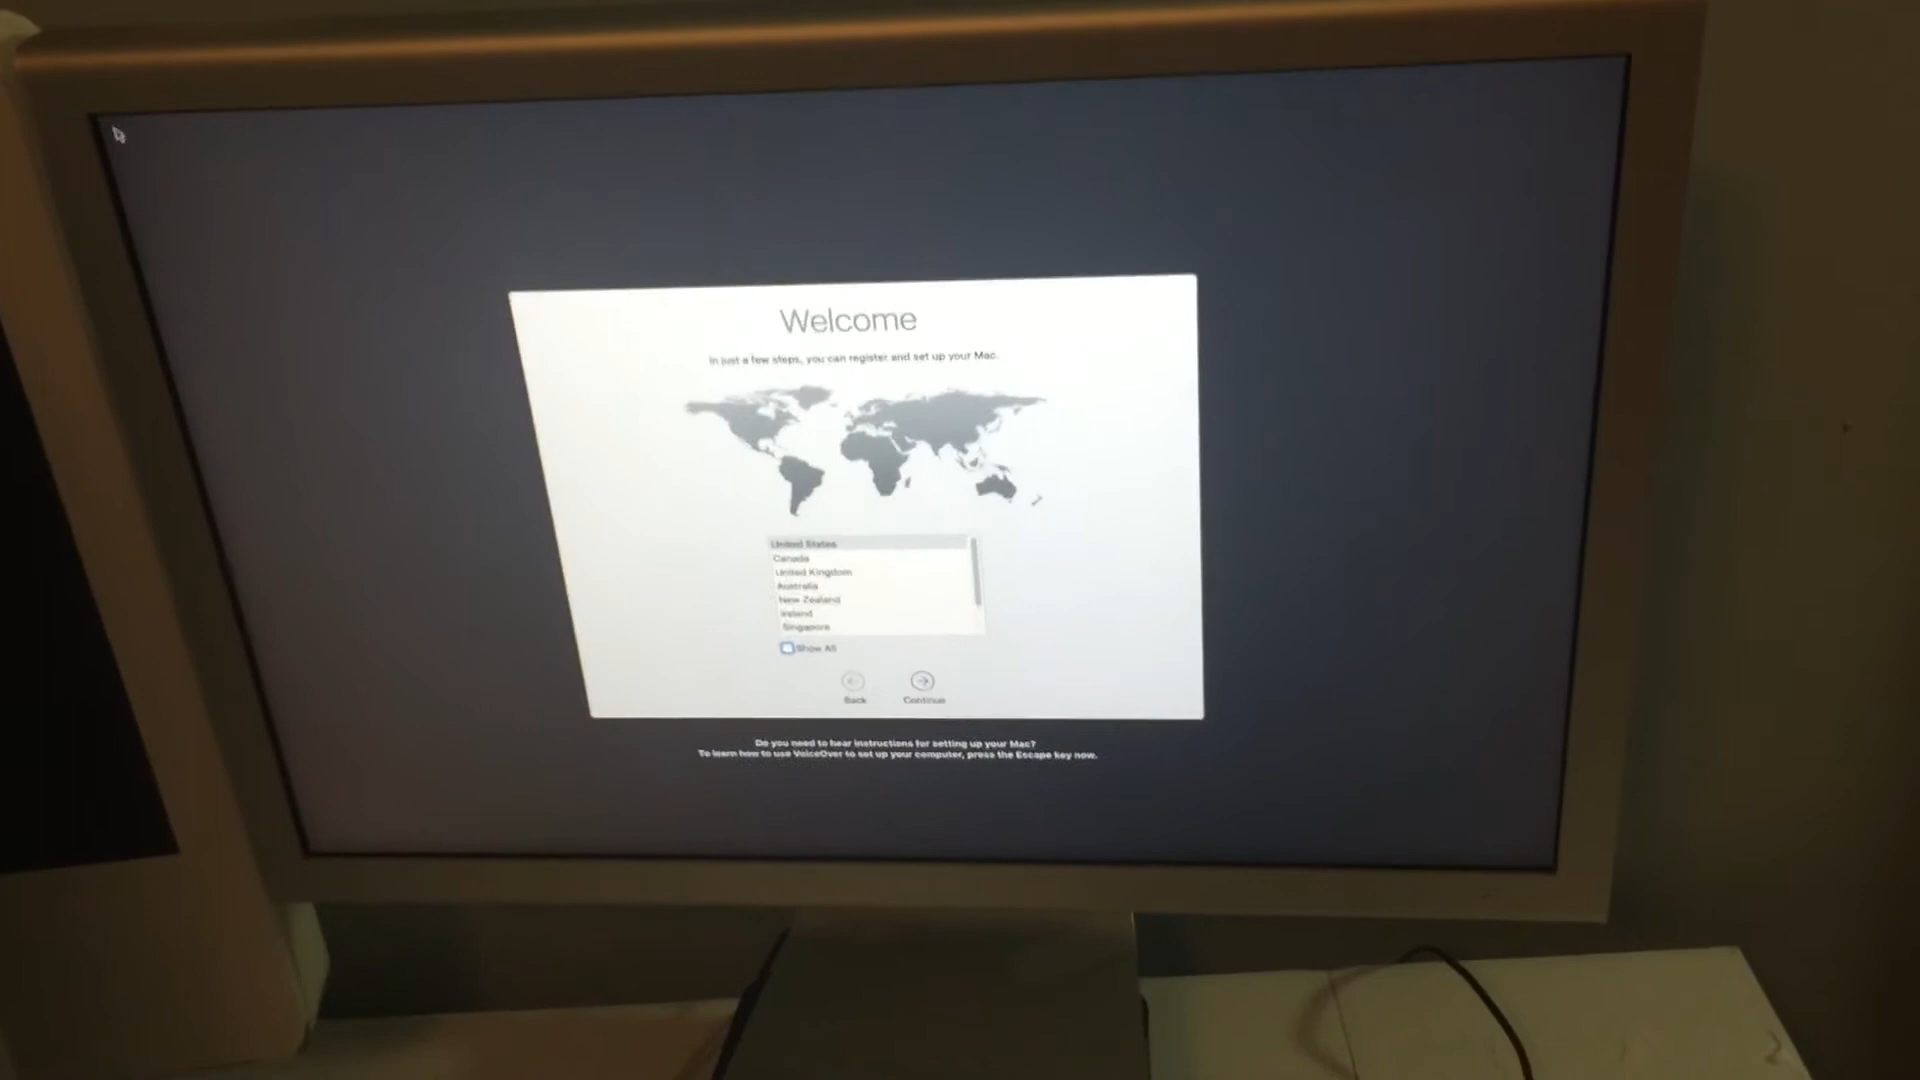 Welcome
In just a few steps, you can register and set up your Mac.
United States
Canada
United Kingdom
Australia
New Zealand
Ireland
Singapore
Show All
Back
Continue
Do you need to hear instructions for setting up your Mac?
To learn how to use VoiceOver to set up your computer, press the Escape key now.